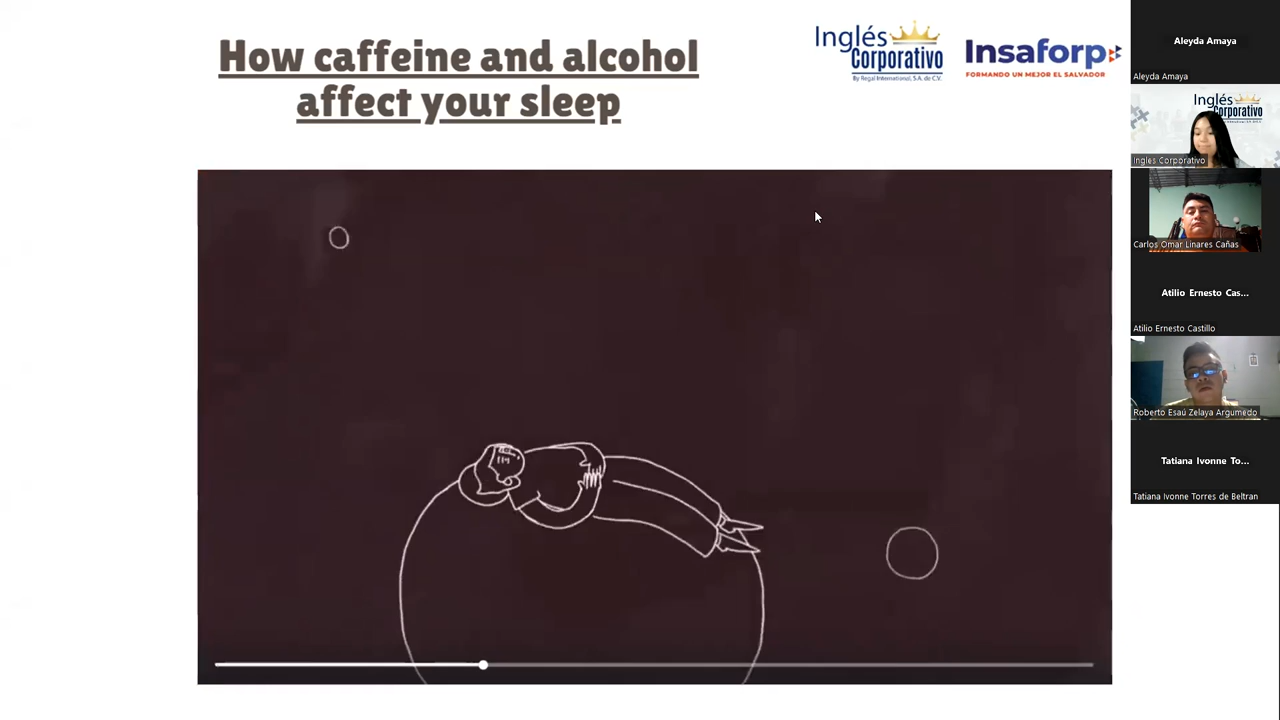 How caffeine and alcohol
affect your sleep
Inglés
Corporativo
By Regal International, S.A. de C.V.
Insaforp
FORMANDO UN MEJOR EL SALVADOR
Aleyda Amaya
Aleyda Amaya
Inglés
Corporativo
Ingles Corporativo
Carlos Omar Linares Cañas
Atilio Ernesto Cas...
Atilio Ernesto Castillo
Roberto Esaú Zelaya Argumedo
Tatiana Ivonne To...
Tatiana Ivonne Torres de Beltran